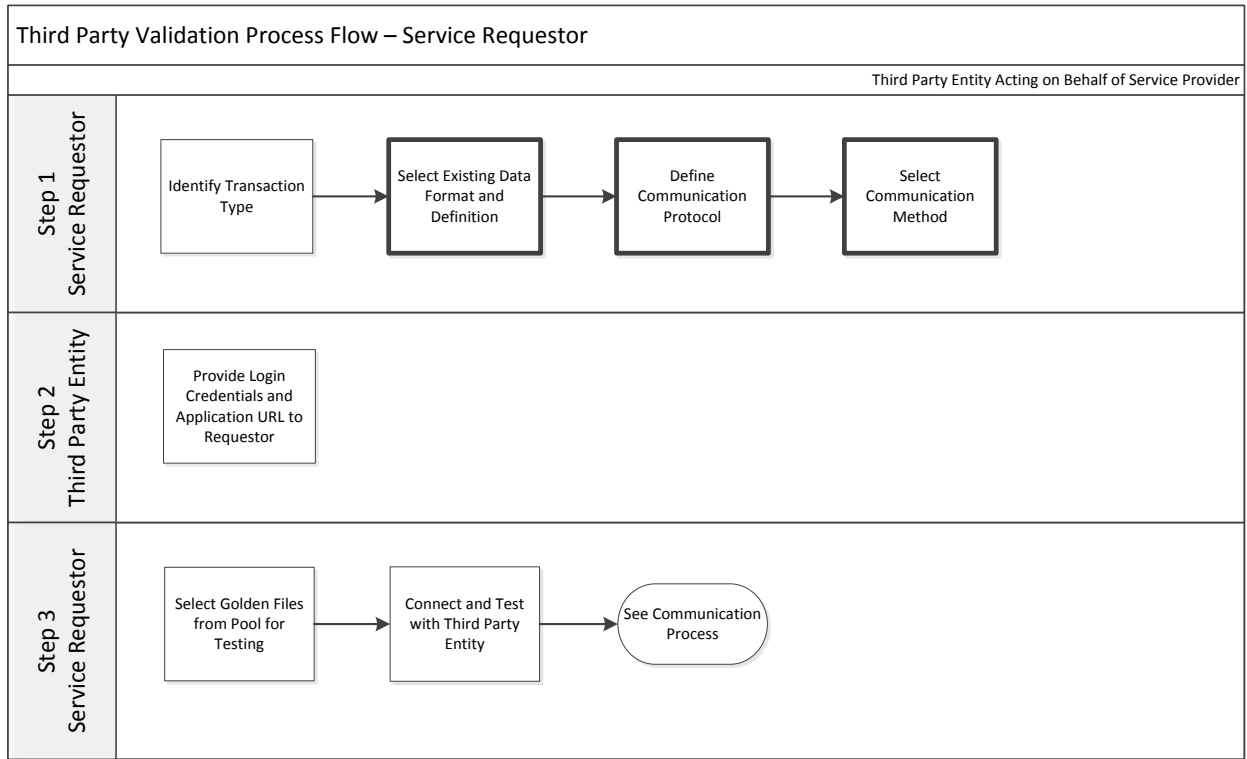 Third Party Validation Process Flow – Service Requestor
Third Party Entity Acting on Behalf of Service Provider
Step 1
Service Requestor
Identify Transaction
Type
Select Existing Data
Format and
Definition
Define
Communication
Protocol
Select
Communication
Method
Step 2
Third Party Entity
Provide Login
Credentials and
Application URL to
Requestor
Step 3
Service Requestor
Select Golden Files
from Pool for
Testing
Connect and Test
with Third Party
Entity
See Communication
Process